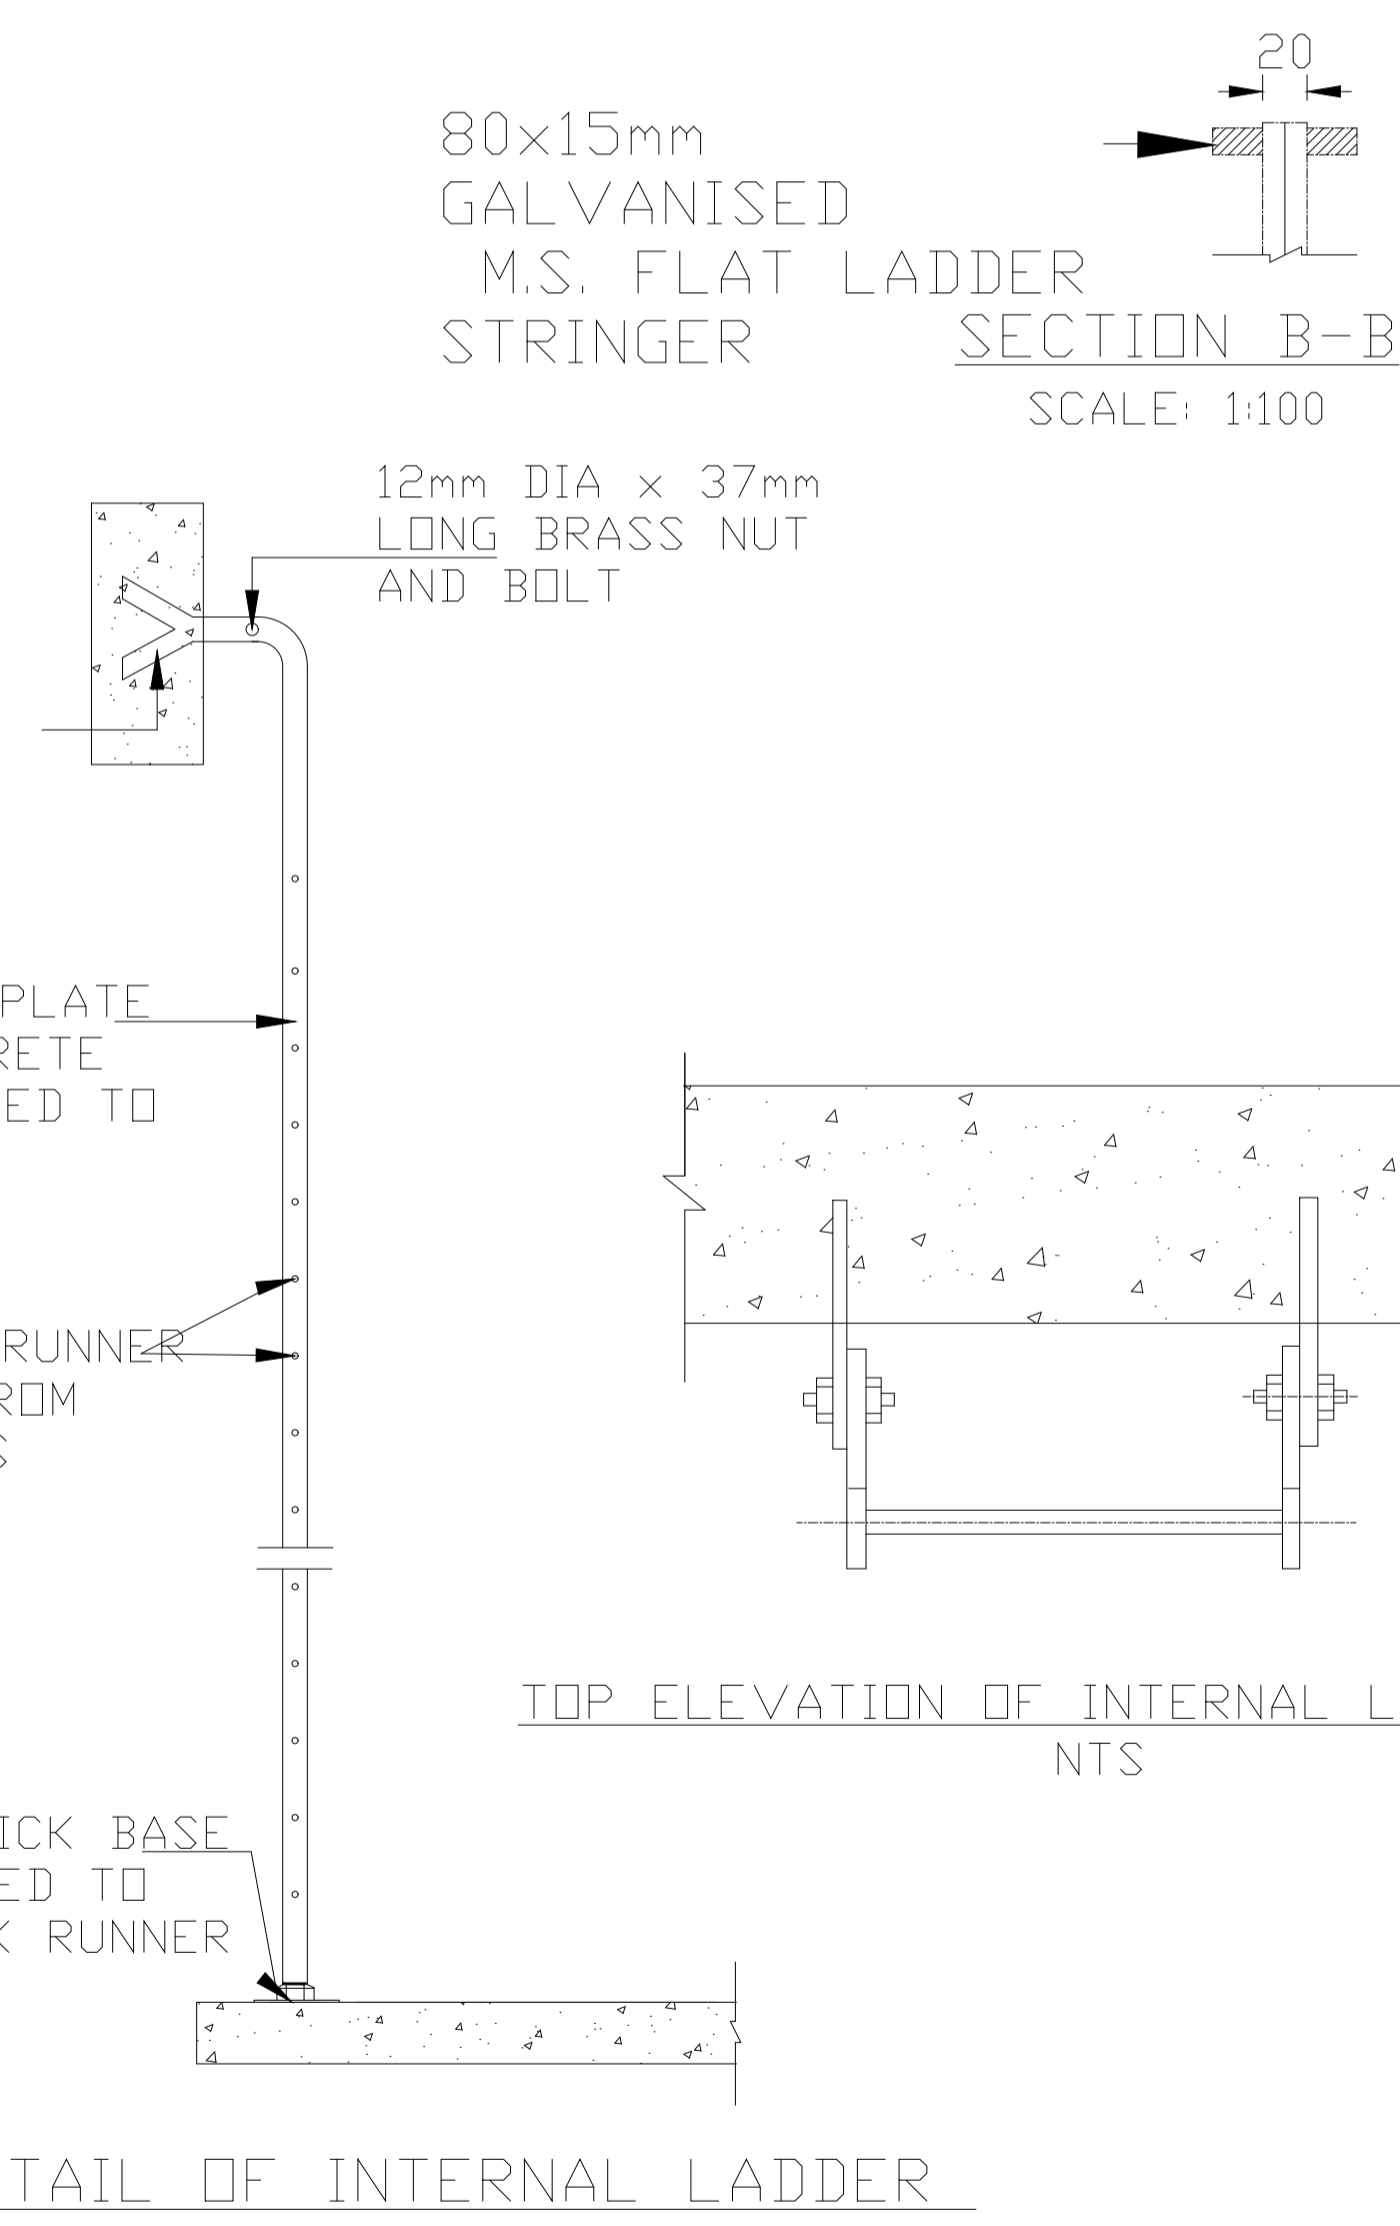 20
80x15mm
GALVANISED
M.S. FLAT LADDER
STRINGER
SECTION B-B
SCALE: 1:100
12mm DIA x 37mm
LONG BRASS NUT
AND BOLT
PLATE
RETE
ED TO
RUNNER
ROM
S
TOP ELEVATION OF INTERNAL L
NTS
ICK BASE
ED TO
K RUNNER
TAIL OF INTERNAL LADDER